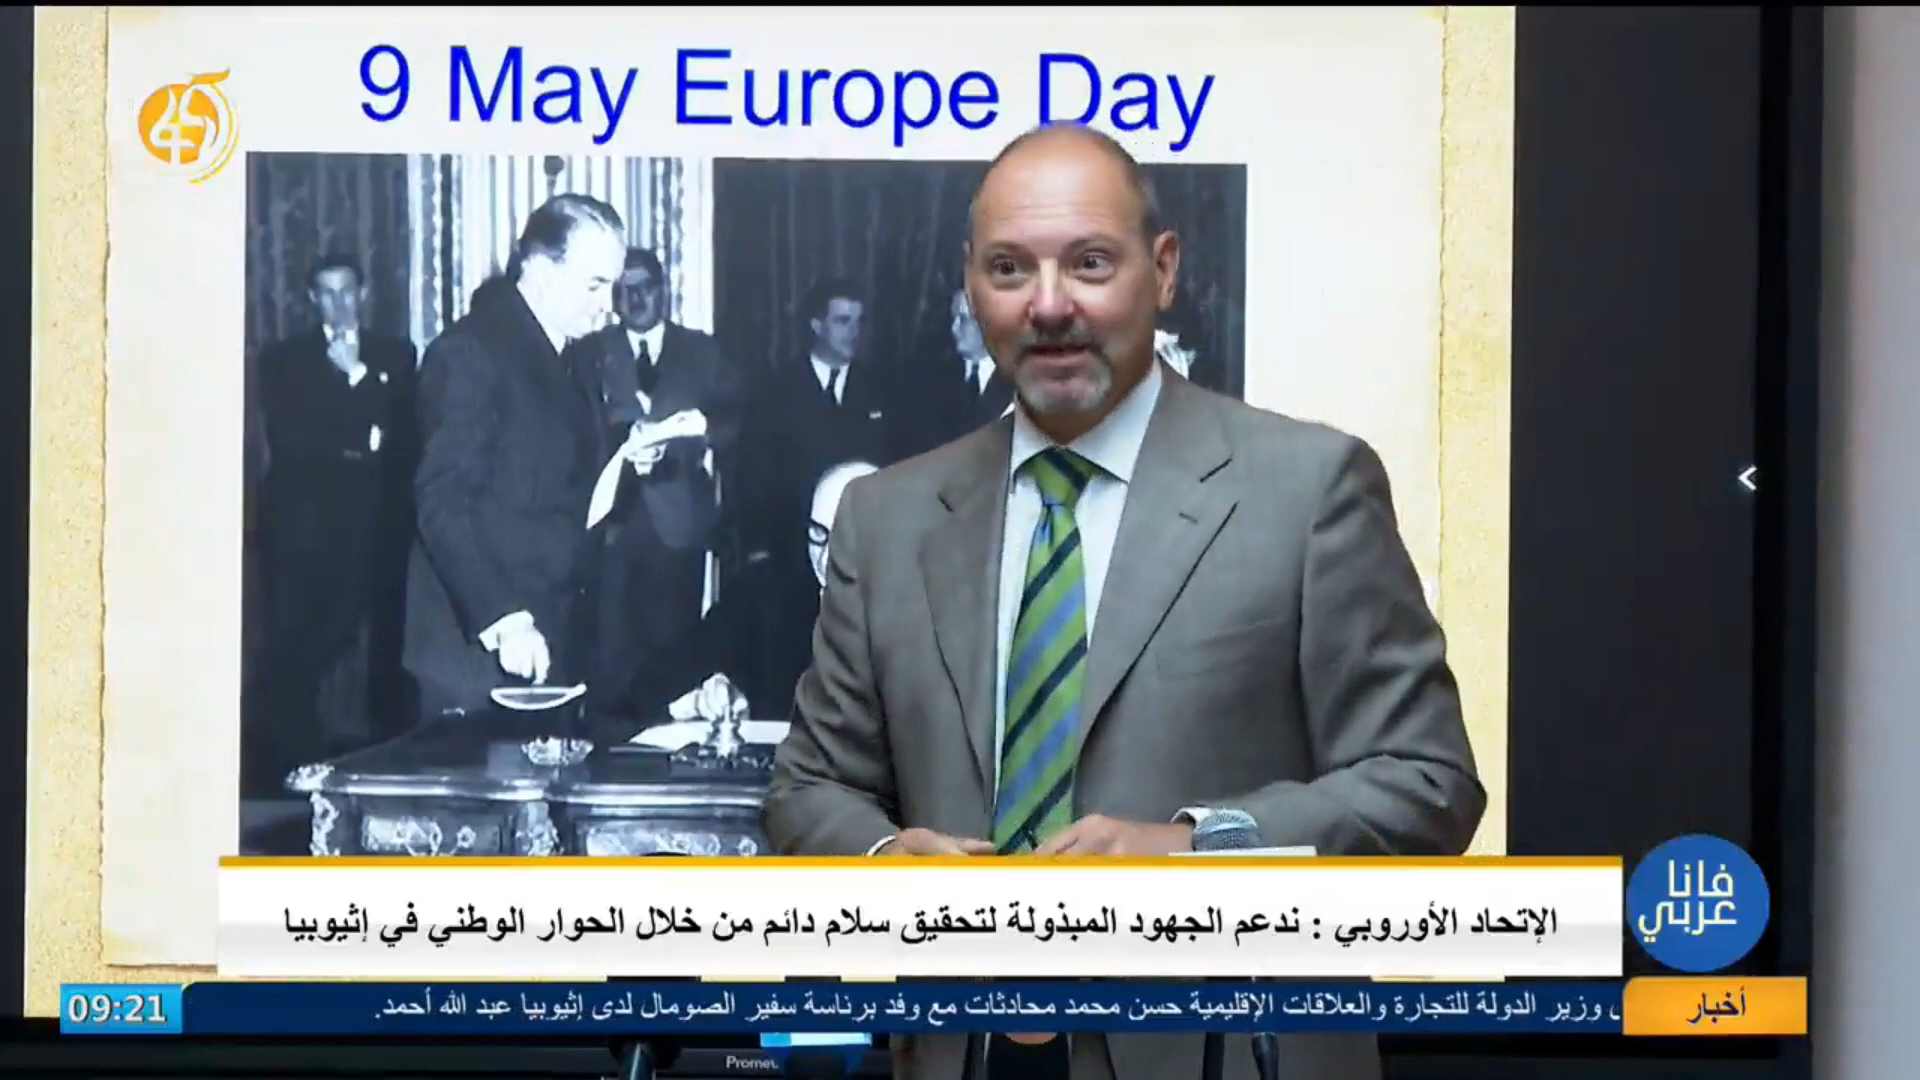 9 May Europe Day
فانا
عربي
الإتحاد الأوروبي : ندعم الجهود المبذولة لتحقيق سلام دائم من خلال الحوار الوطني في إثيوبيا
أخبار
وزير الدولة للتجارة والعلاقات الإقليمية حسن محمد محادثات مع وفد برئاسة سفير الصومال لدى إثيوبيا عبد الله أحمد.
09:21